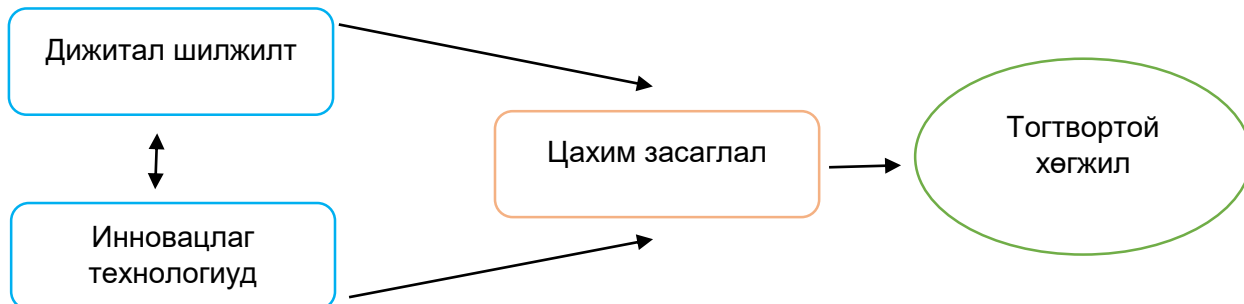 Дижитал шилжилт
Цахим засаглал
Тогтвортой
хөгжил
Инновацлаг
технологиуд